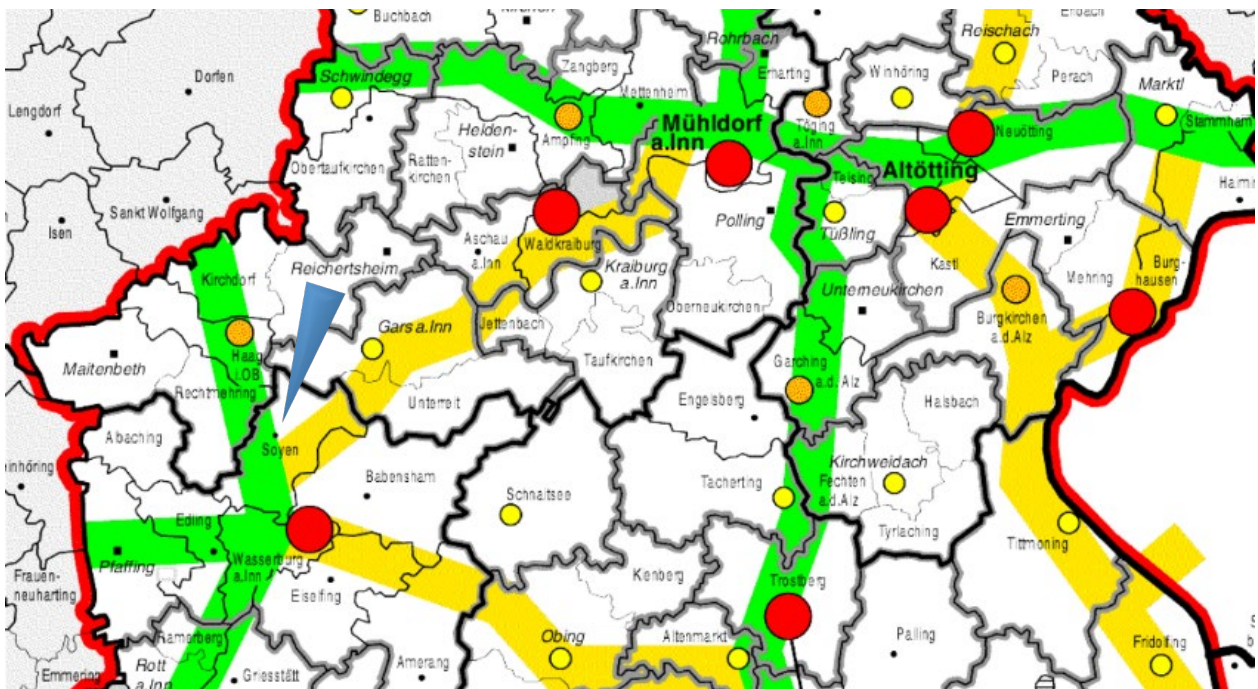 Buchbach
Rohrbach
Reischach
Dorfen
Zangberg
Erharting
Winhöring
Perach
Marktl
Schwindegg
Mettenheim
Lengdorf
Ampfing
Mühldorf
a.Inn
Töging
a.Inn
Neuötting
Stammham
Helden-
stein
Obertaufkirchen
Ratten-
kirchen
Teising
Altötting
Sankt Wolfgang
Isen
Waldkraiburg
Polling
Tüßling
Emmerting
Aschau
a.Inn
Kirchdorf
Reichertsheim
Kraiburg
a.Inn
Kastl
Mehring
Burg-
hausen
Oberneukirchen
Unterneukirchen
Burgkirchen
a.d.Alz
Gars a.Inn
Jettenbach
Haag
i.OB
Maitenbeth
Taufkirchen
Garching
a.d. Alz
Rechtmehring
Unterreit
Engelsberg
Halsbach
Albaching
Soyen
Babensham
Schnaitsee
Tacherting
Kirchweidach
Fechten
a.d.Alz
Edling
Tyrlaching
Tittmoning
Pfaffing
Wasserburg
a.Inn
Frauen-
neuharting
Eiselfing
Kienberg
Trostberg
Ramerberg
Obing
Altenmarkt
Palling
Fridolfing
Emmering
Rott
a.Inn
Griesstätt
Amerang